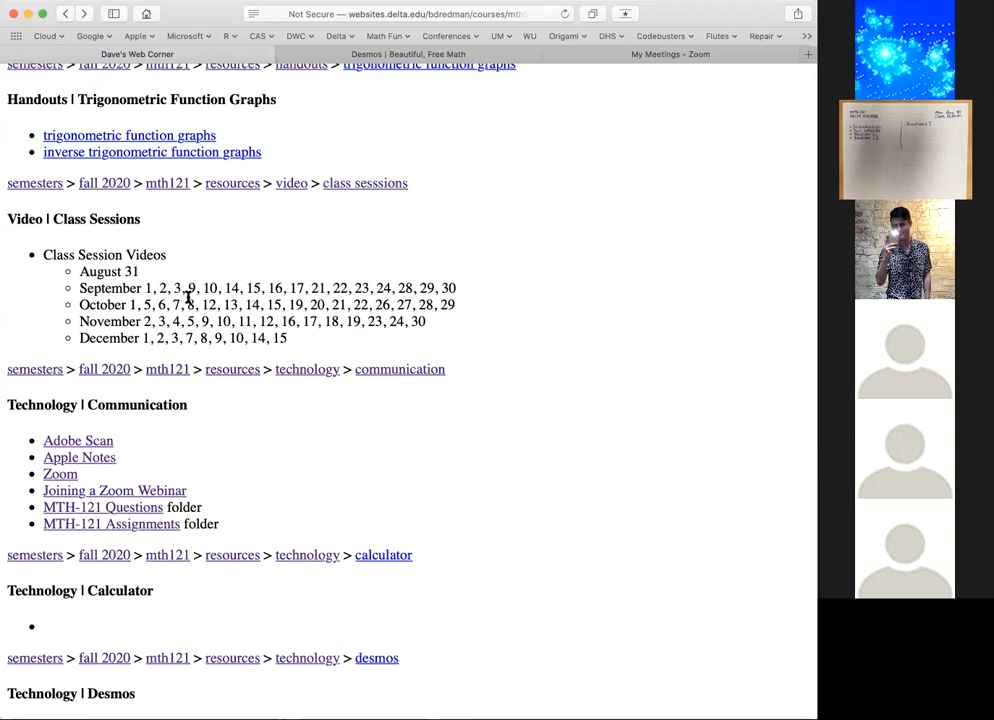 Not Secure — websites.delta.edu/bdredman/courses/mth
Cloud Google Apple Microsoft R CAS DWC Delta Math Fun Conferences UM WU Origami DHS Codebusters Flutes Repair >>
Dave's Web Corner Desmos | Beautiful, Free Math My Meetings – Zoom +
semesters > fall 2020 > mth121 > resources > handouts > trigonometric function graphs
Handouts | Trigonometric Function Graphs
• trigonometric function graphs
• inverse trigonometric function graphs
semesters > fall 2020 > mth121 > resources > video > class sesssions
Video | Class Sessions
• Class Session Videos
August 31
September 1, 2, 3, 9, 10, 14, 15, 16, 17, 21, 22, 23, 24, 28, 29, 30
October 1, 5, 6, 7, 8, 12, 13, 14, 15, 19, 20, 21, 22, 26, 27, 28, 29
November 2, 3, 4, 5, 9, 10, 11, 12, 16, 17, 18, 19, 23, 24, 30
December 1, 2, 3, 7, 8, 9, 10, 14, 15
semesters > fall 2020 > mth121 > resources > technology > communication
Technology | Communication
• Adobe Scan
• Apple Notes
• Zoom
• Joining a Zoom Webinar
• MTH-121 Questions folder
• MTH-121 Assignments folder
semesters > fall 2020 > mth121 > resources > technology > calculator
Technology | Calculator
semesters > fall 2020 > mth121 > resources > technology > desmos
Technology | Desmos